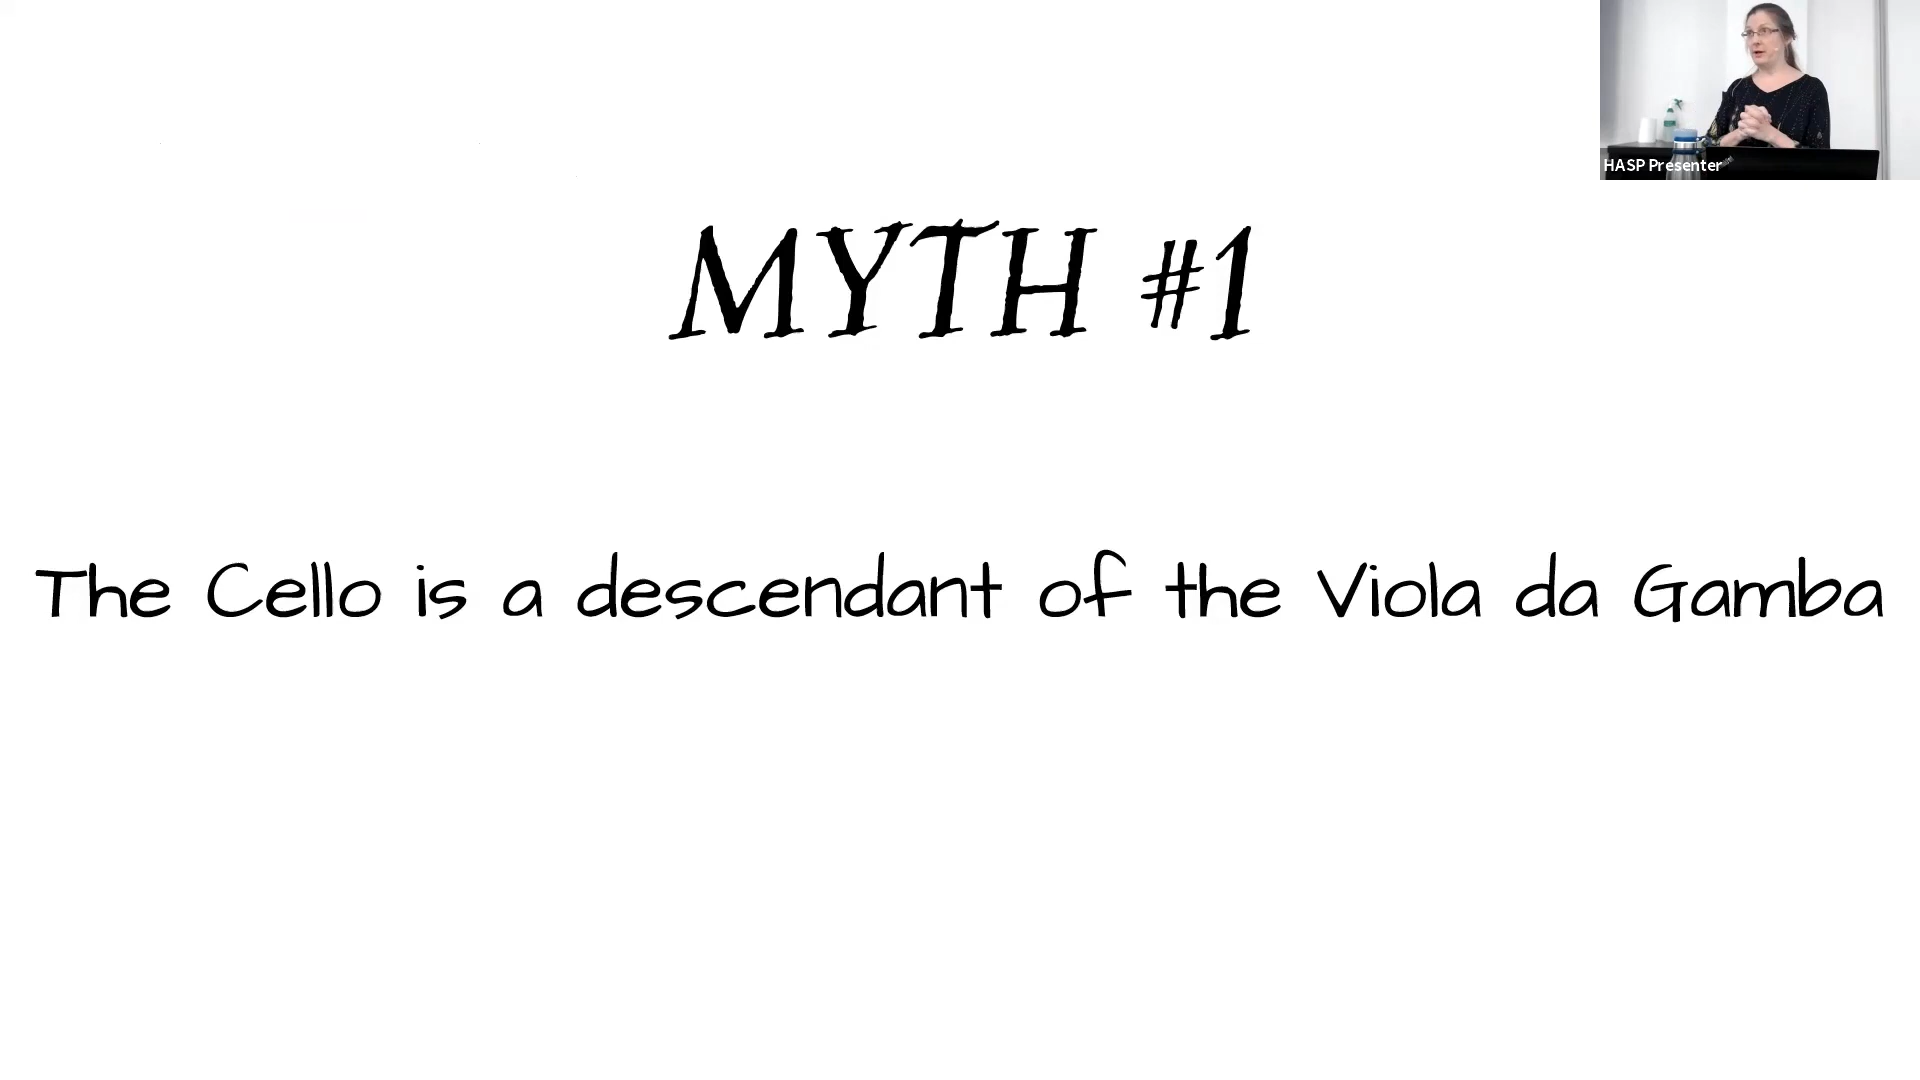 HASP Presenter
MYTH #1
The Cello is a descendant of the Viola da Gamba